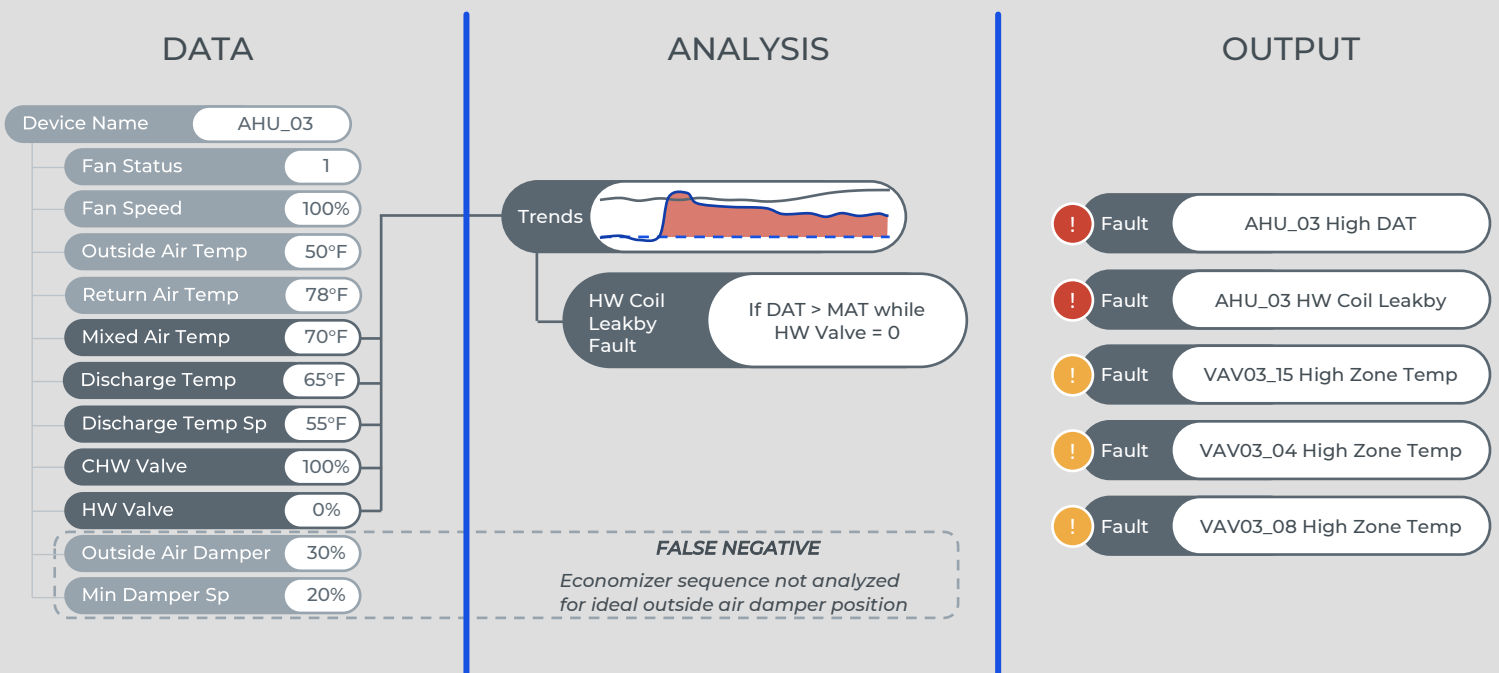 DATA
Device Name AHU_03
Fan Status 1
Fan Speed 100%
Outside Air Temp 50°F
Return Air Temp 78°F
Mixed Air Temp 70°F
Discharge Temp 65°F
Discharge Temp Sp 55°F
CHW Valve 100%
HW Valve 0%
Outside Air Damper 30%
Min Damper Sp 20%
ANALYSIS
Trends
HW Coil
Leakby
Fault
If DAT > MAT while
HW Valve = 0
FALSE NEGATIVE
Economizer sequence not analyzed
for ideal outside air damper position
OUTPUT
! Fault AHU_03 High DAT
! Fault AHU_03 HW Coil Leakby
! Fault VAV03_15 High Zone Temp
! Fault VAV03_04 High Zone Temp
! Fault VAV03_08 High Zone Temp